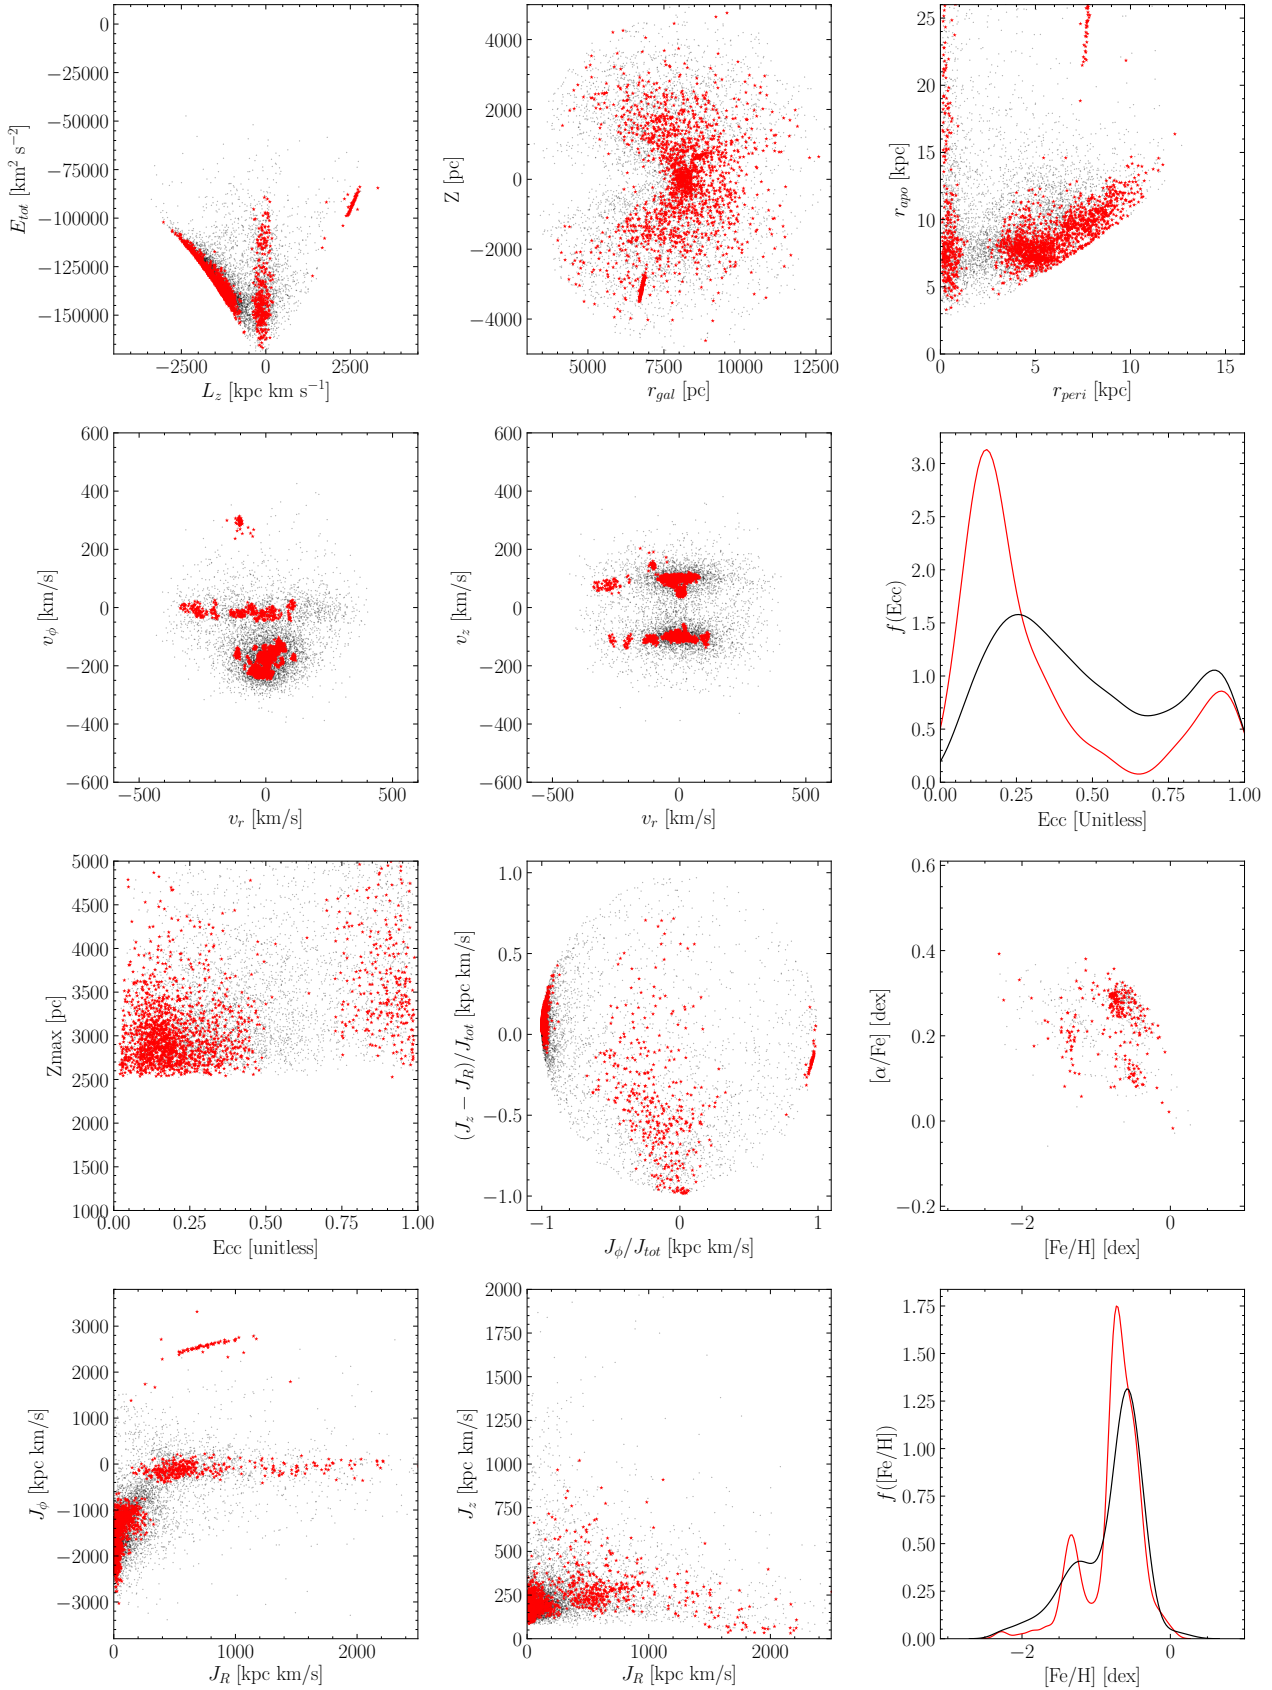 0
−25000
−50000
−75000
−100000
−125000
−150000
E_tot [km² s⁻²]
−2500 0 2500
L_z [kpc km s⁻¹]
4000
2000
0
−2000
−4000
Z [pc]
5000 7500 10000 12500
r_gal [pc]
25
20
15
10
5
0
r_apo [kpc]
0 5 10 15
r_peri [kpc]
600
400
200
0
−200
−400
−600
v_ϕ [km/s]
−500 0 500
v_r [km/s]
600
400
200
0
−200
−400
−600
v_z [km/s]
−500 0 500
v_r [km/s]
3.0
2.5
2.0
1.5
1.0
0.5
0.0
f(Ecc)
0.00 0.25 0.50 0.75 1.00
Ecc [Unitless]
5000
4500
4000
3500
3000
2500
2000
1500
1000
Zmax [pc]
0.00 0.25 0.50 0.75 1.00
Ecc [unitless]
1.0
0.5
0.0
−0.5
−1.0
(J_z − J_R)/J_tot [kpc km/s]
−1 0 1
J_ϕ/J_tot [kpc km/s]
0.6
0.4
0.2
0.0
−0.2
[α/Fe] [dex]
−2 0
[Fe/H] [dex]
3000
2000
1000
0
−1000
−2000
−3000
J_ϕ [kpc km/s]
0 1000 2000
J_R [kpc km/s]
2000
1750
1500
1250
1000
750
500
250
0
J_z [kpc km/s]
0 1000 2000
J_R [kpc km/s]
1.75
1.50
1.25
1.00
0.75
0.50
0.25
0.00
f([Fe/H])
−2 0
[Fe/H] [dex]